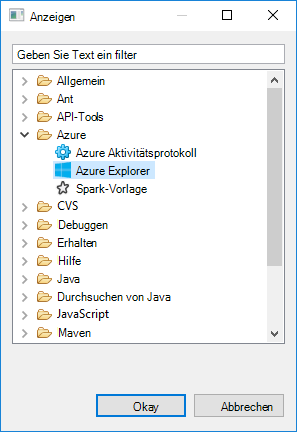 Anzeigen
Geben Sie Text ein filter
Allgemein
Ant
API-Tools
Azure
Azure Aktivitätsprotokoll
Azure Explorer
Spark-Vorlage
CVS
Debuggen
Erhalten
Hilfe
Java
Durchsuchen von Java
JavaScript
Maven
Okay
Abbrechen